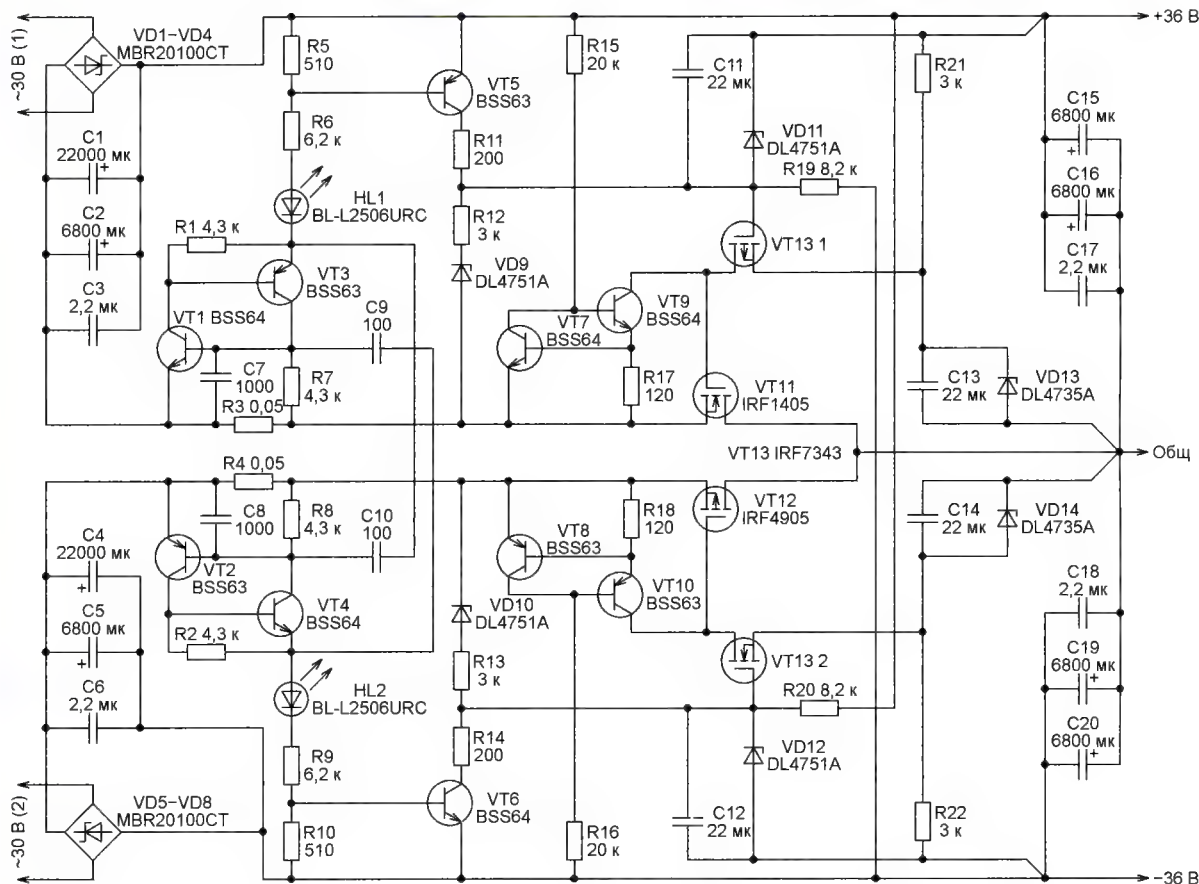 ~30 В (1)
VD1–VD4
MBR20100CT
C1
22000 мк
+
C2
6800 мк
+
C3
2,2 мк
R5
510
R6
6,2 к
HL1
BL-L2506URC
R1 4,3 к
VT3
BSS63
VT1 BSS64
C7
1000
R7
4,3 к
C9
100
R3 0,05
VT5
BSS63
R11
200
R12
3 к
VD9
DL4751A
R15
20 к
VT7
BSS64
VT9
BSS64
R17
120
C11
22 мк
VD11
DL4751A
R19 8,2 к
VT13 1
VT11
IRF1405
R21
3 к
C13
22 мк
VD13
DL4735A
C15
6800 мк
+
C16
6800 мк
+
C17
2,2 мк
+36 В
VT13 IRF7343
Общ
R4 0,05
C8
1000
R8
4,3 к
C10
100
VT2
BSS63
VT4
BSS64
R2 4,3 к
C4
22000 мк
+
C5
6800 мк
+
C6
2,2 мк
HL2
BL-L2506URC
R9
6,2 к
R10
510
VD5–VD8
MBR20100CT
~30 В (2)
VD10
DL4751A
R13
3 к
R14
200
VT6
BSS64
VT8
BSS63
R18
120
VT10
BSS63
R16
20 к
VT12
IRF4905
VT13 2
R20 8,2 к
VD12
DL4751A
C12
22 мк
C14
22 мк
VD14
DL4735A
R22
3 к
C18
2,2 мк
C19
6800 мк
+
C20
6800 мк
+
−36 В